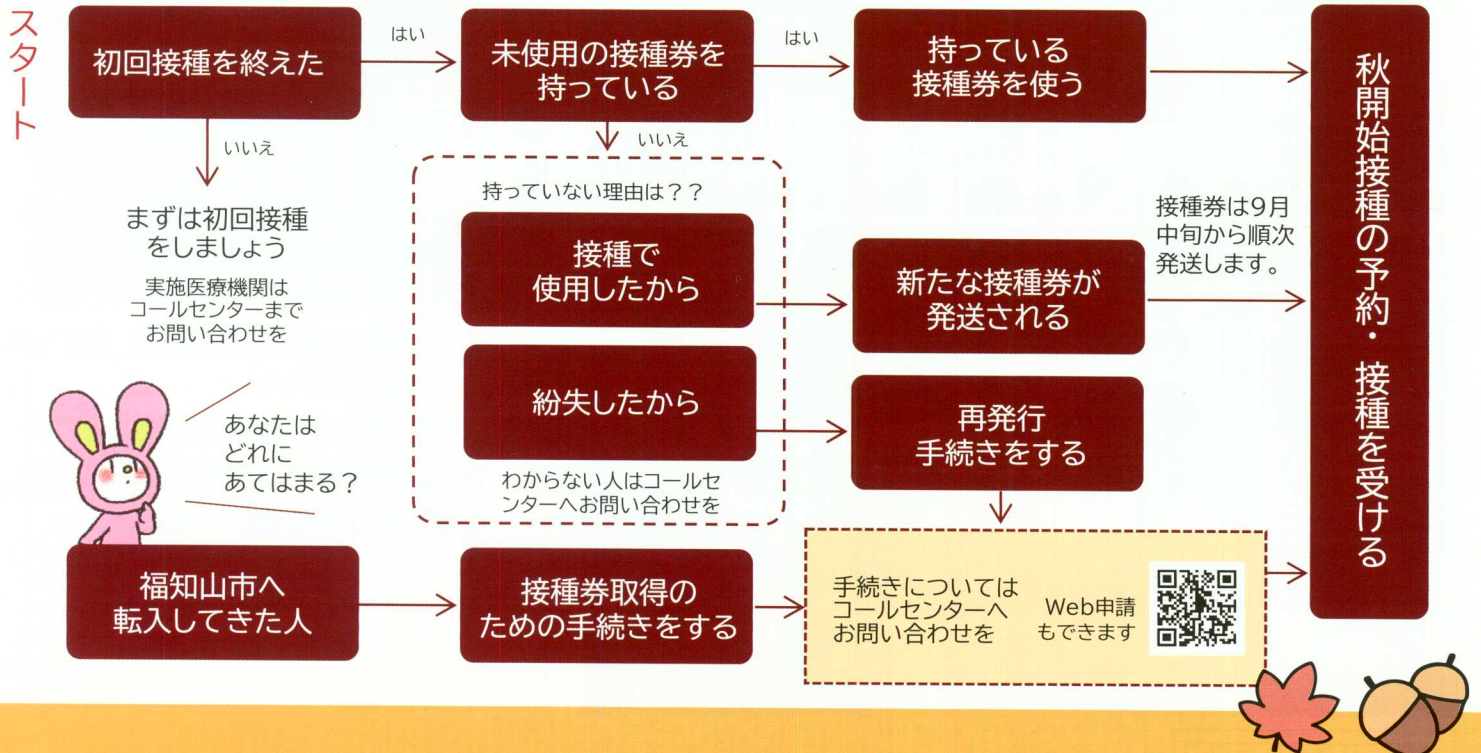 スタート
初回接種を終えた
はい
未使用の接種券を
持っている
はい
持っている
接種券を使う
秋開始接種の予約・接種を受ける
いいえ
いいえ
まずは初回接種
をしましょう
実施医療機関は
コールセンターまで
お問い合わせを
持っていない理由は??
接種で
使用したから
新たな接種券が
発送される
接種券は9月
中旬から順次
発送します。
紛失したから
再発行
手続きをする
わからない人はコールセ
ンターへお問い合わせを
あなたは
どれに
あてはまる?
福知山市へ
転入してきた人
接種券取得の
ための手続きをする
手続きについては
コールセンターへ
お問い合わせを
Web申請
もできます